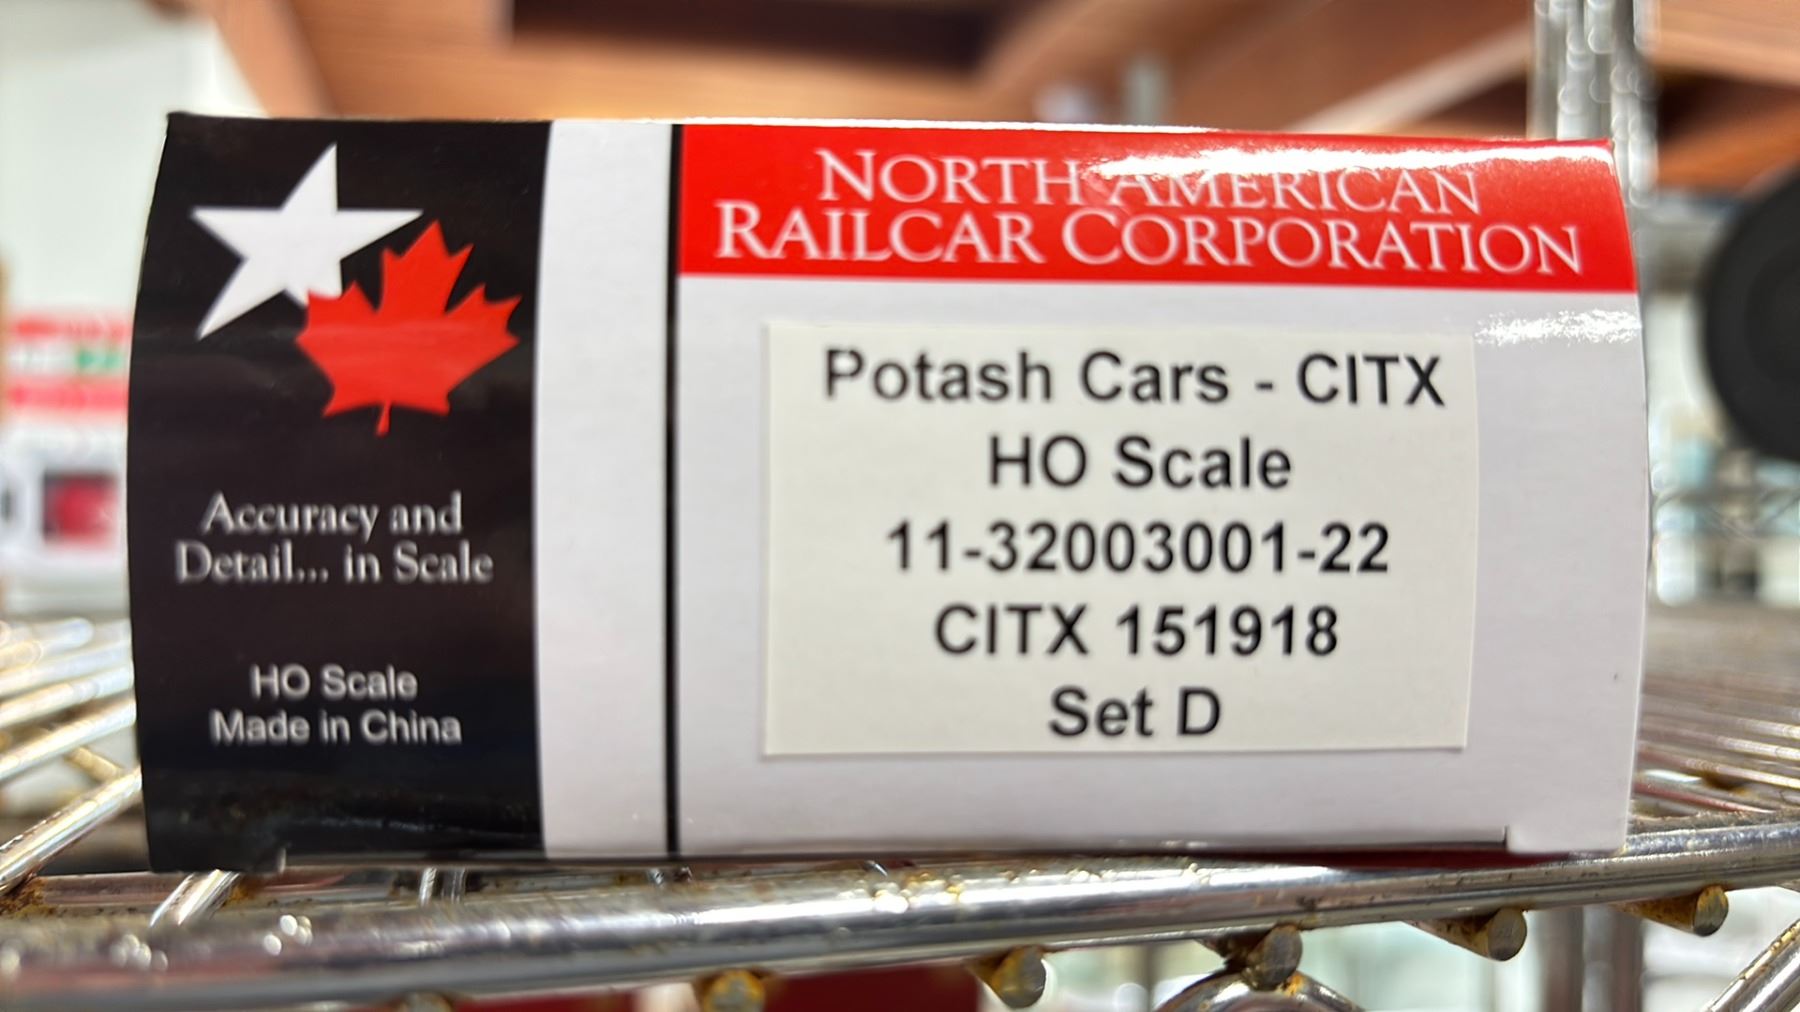 Accuracy and
Detail... in Scale
HO Scale
Made in China
NORTH AMERICAN
RAILCAR CORPORATION
Potash Cars - CITX
HO Scale
11-32003001-22
CITX 151918
Set D